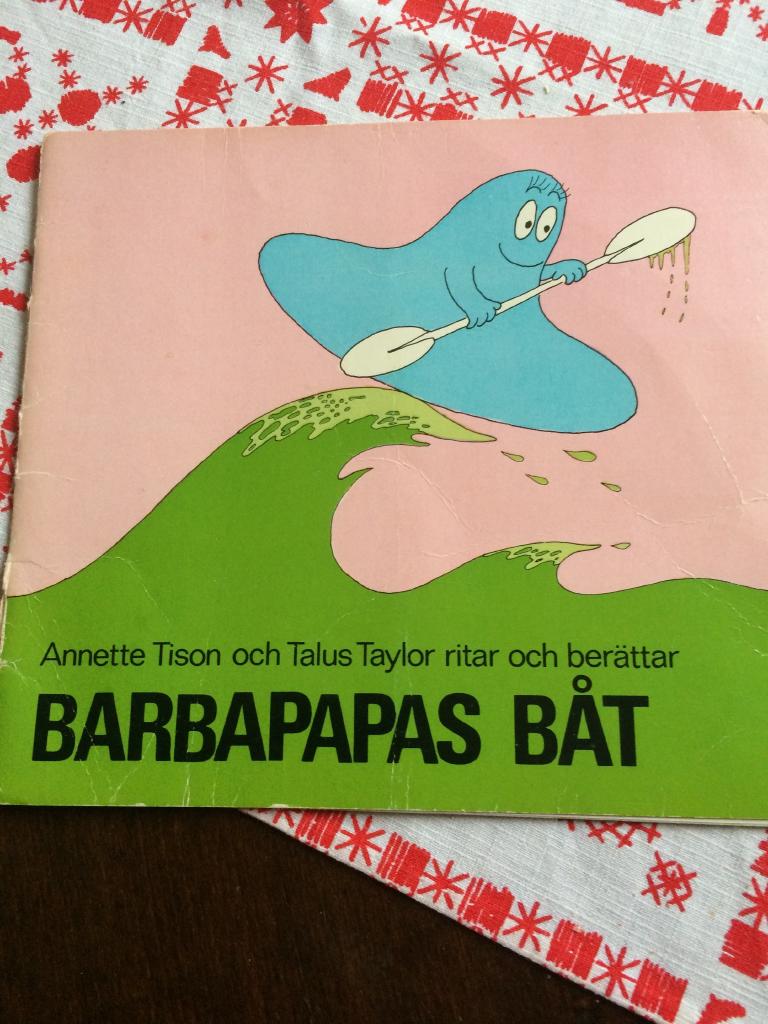 Annette Tison och Talus Taylor ritar och berättar
BARBAPAPAS BÅT